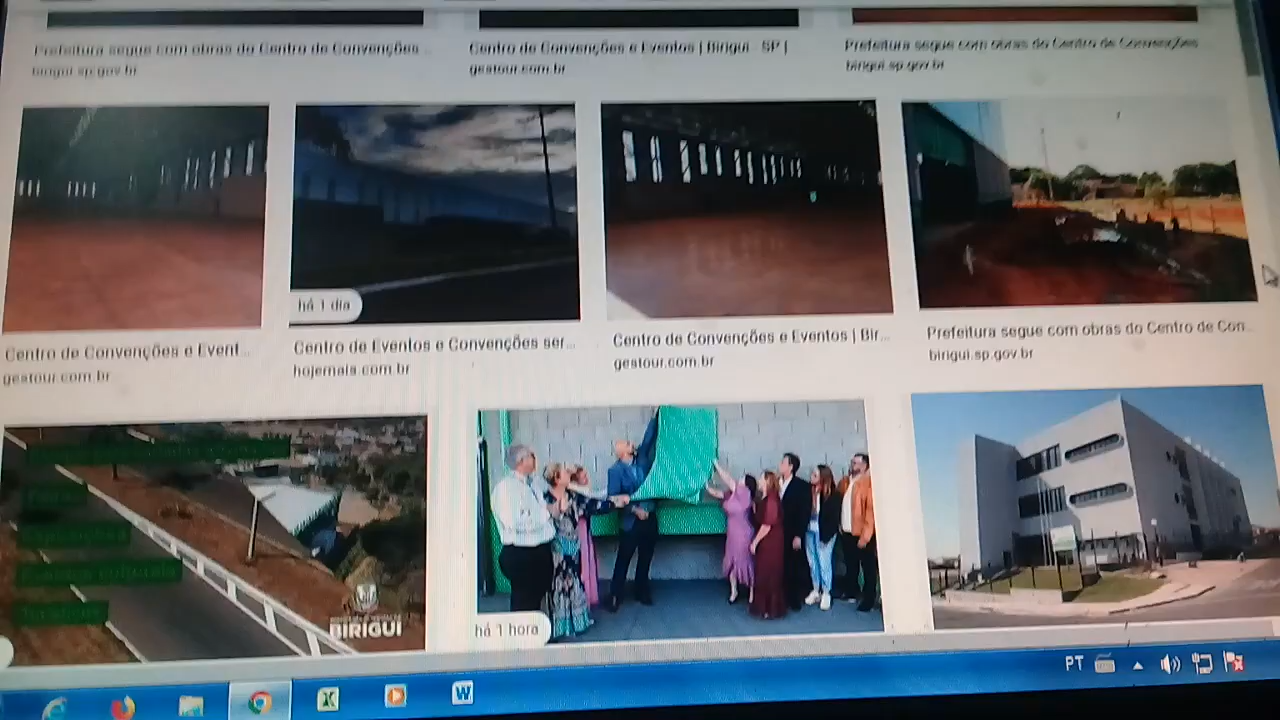 Prefeitura segue com obras do Centro de Convenções ...
birigui.sp.gov.br
Centro de Convenções e Eventos | Birigui - SP |
gestour.com.br
Prefeitura segue com obras do Centro de Convenções ...
birigui.sp.gov.br
há 1 dia
Centro de Convenções e Event...
gestour.com.br
Centro de Eventos e Convenções ser...
hojemais.com.br
Centro de Convenções e Eventos | Bir...
gestour.com.br
Prefeitura segue com obras do Centro de Con...
birigui.sp.gov.br
BIRIGUI
há 1 hora
PT